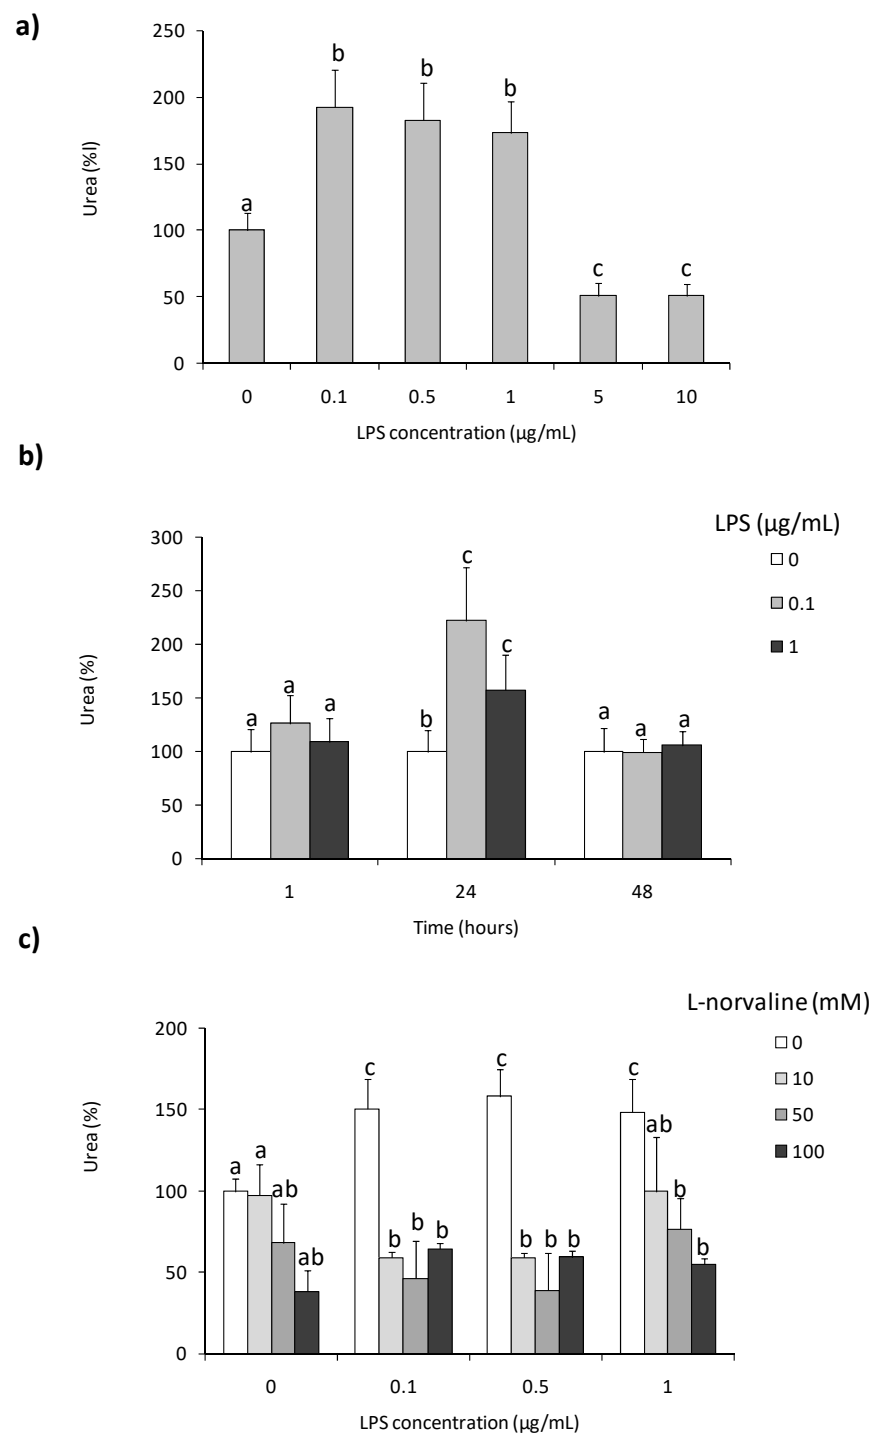 a)
250
200
150
100
50
0
Urea (%l)
a
b
b
b
c
c
0 0.1 0.5 1 5 10
LPS concentration (µg/mL)
b)
LPS (µg/mL)
0
0.1
1
300
250
200
150
100
50
0
Urea (%)
a a a
b c c
a a a
1 24 48
Time (hours)
c)
L-norvaline (mM)
0
10
50
100
200
150
100
50
0
Urea (%)
a a ab ab
c b b b
c b b b
c ab b b
0 0.1 0.5 1
LPS concentration (µg/mL)